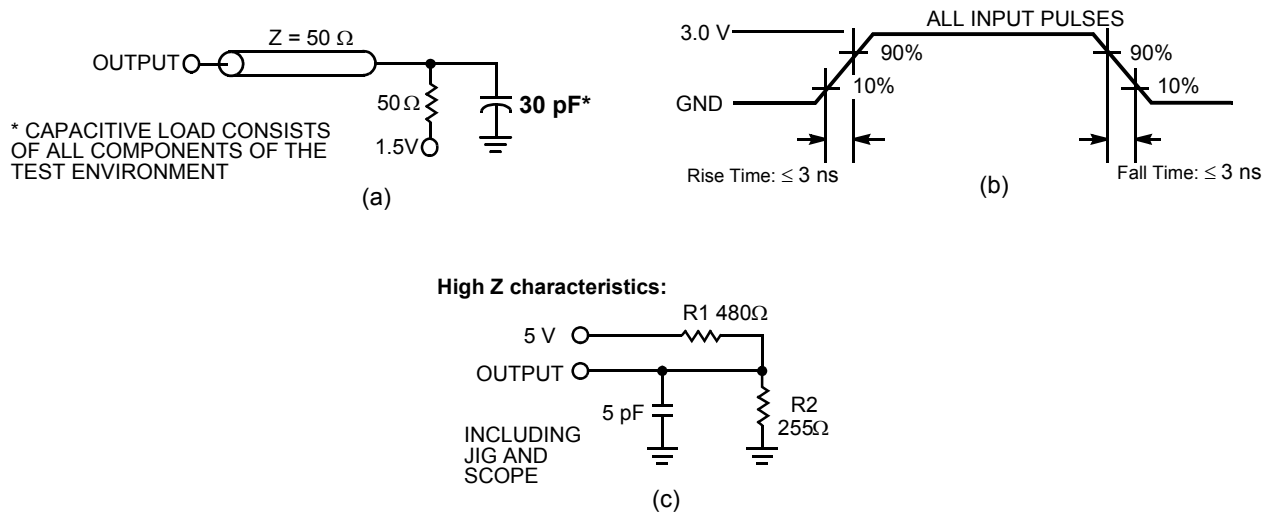 Z = 50 Ω
OUTPUT
50 Ω
30 pF*
1.5V
* CAPACITIVE LOAD CONSISTS
OF ALL COMPONENTS OF THE
TEST ENVIRONMENT
(a)
ALL INPUT PULSES
3.0 V
90%
10%
GND
90%
10%
Rise Time: ≤ 3 ns
Fall Time: ≤ 3 ns
(b)
High Z characteristics:
R1 480Ω
5 V
OUTPUT
5 pF
R2
255Ω
INCLUDING
JIG AND
SCOPE
(c)